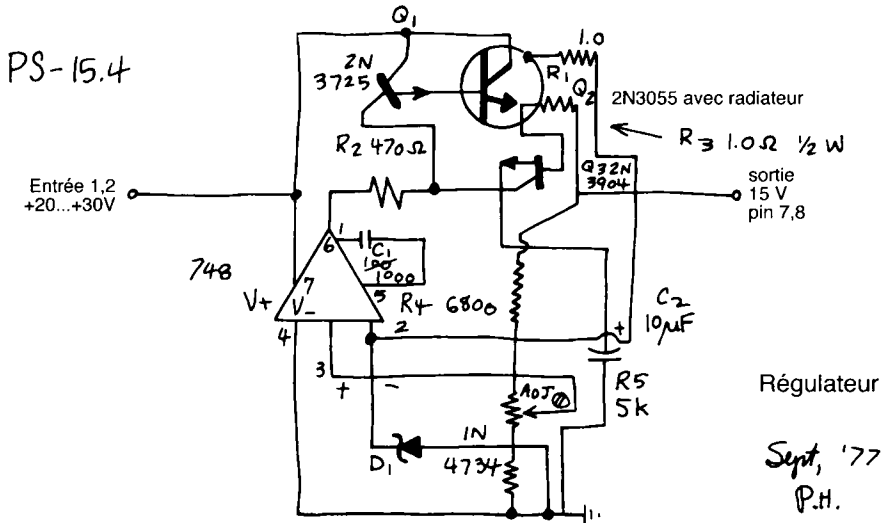 PS-15.4
Q1
2N
3725
1.0
R1
Q2
2N3055 avec radiateur
R3 1.0Ω ½ W
R2 470Ω
Q3 2N
3904
Entrée 1,2
+20...+30V
sortie
15 V
pin 7,8
748
6
1
C1
100
1000
7
5
V+
V-
4
R4 6800
2
C2
10µF
+
3
+
-
ADJ
R5
5k
D1
1N
4734
Régulateur
Sept, '77
P.H.